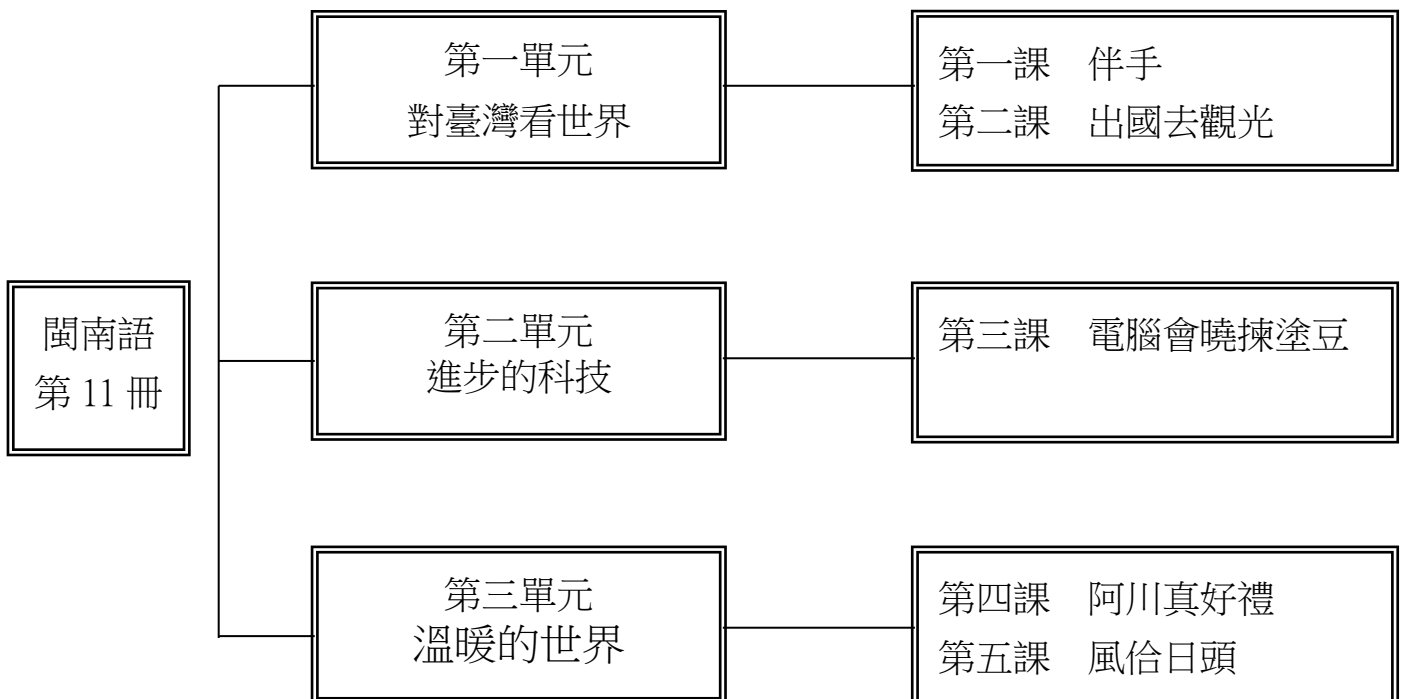 閩南語
第 11 冊
第一單元
對臺灣看世界
第一課　伴手
第二課　出國去觀光
第二單元
進步的科技
第三課　電腦會曉揀塗豆
第三單元
溫暖的世界
第四課　阿川真好禮
第五課　風佮日頭